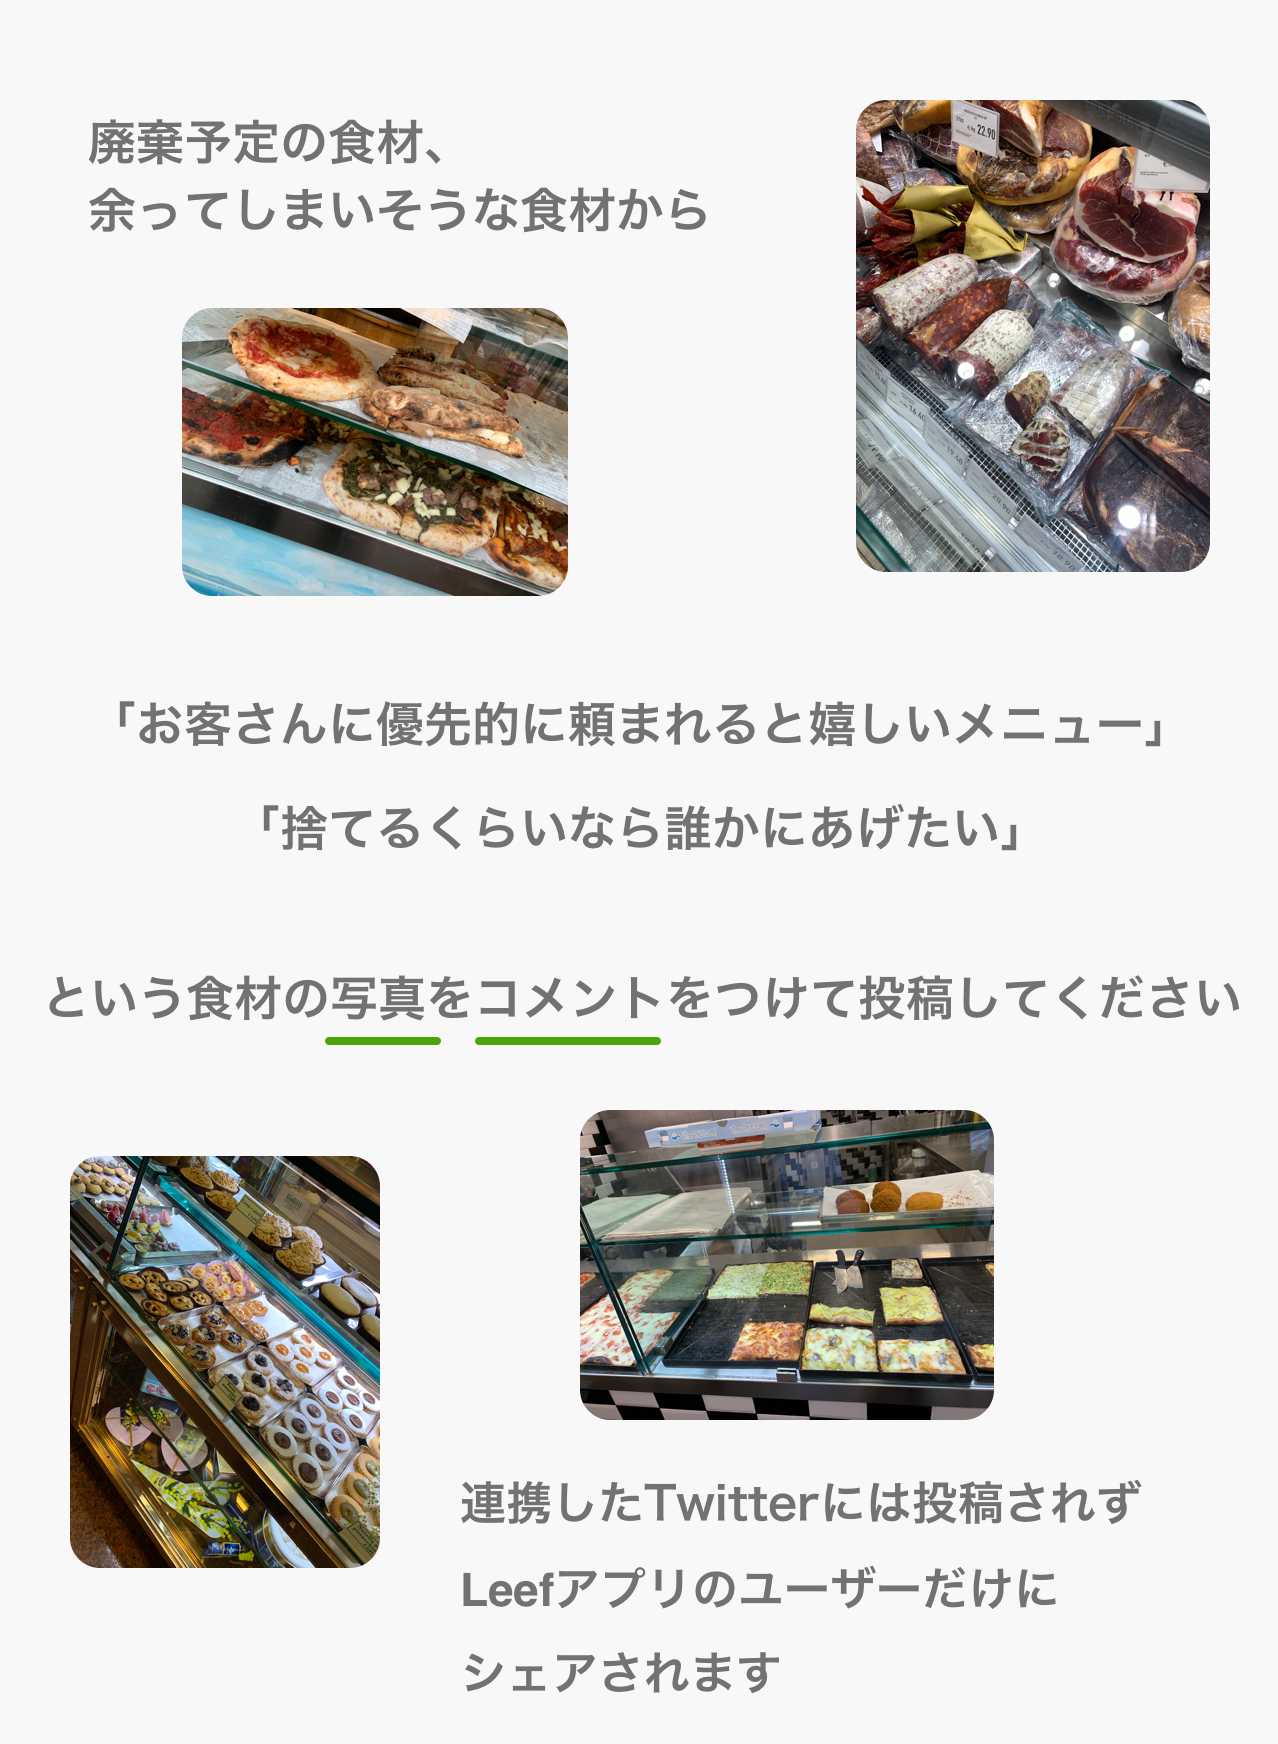 廃棄予定の食材、
余ってしまいそうな食材から
22.90
「お客さんに優先的に頼まれると嬉しいメニュー」
「捨てるくらいなら誰かにあげたい」
という食材の写真をコメントをつけて投稿してください
連携したTwitterには投稿されず
Leefアプリのユーザーだけに
シェアされます